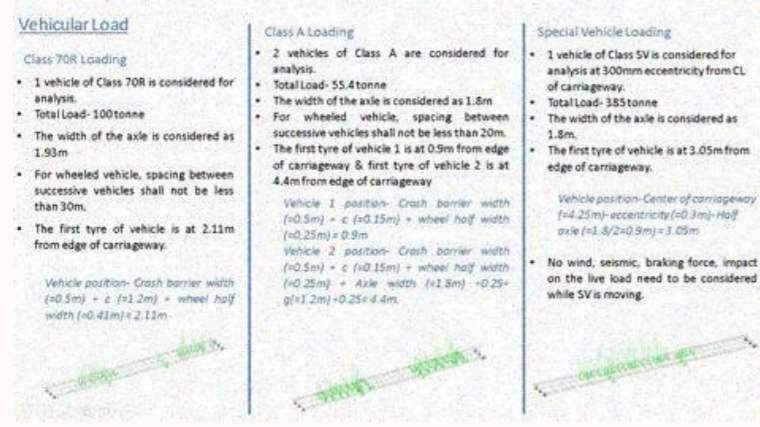 Vehicular Load
Class 70R Loading
• 1 vehicle of Class 70R is considered for
analysis.
• Total Load- 100 tonne
• The width of the axle is considered as
1.93m
• For wheeled vehicle, spacing between
successive vehicles shall not be less
than 30m.
• The first tyre of vehicle is at 2.11m
from edge of carriageway.
Vehicle position- Crash barrier width
(=0.5m) + c (=1.2m) + wheel half
width (=0.41m) = 2.11m
Class A Loading
• 2 vehicles of Class A are considered for
analysis.
• Total Load- 55.4 tonne
• The width of the axle is considered as 1.8m
• For wheeled vehicle, spacing between
successive vehicles shall not be less than 20m.
• The first tyre of vehicle 1 is at 0.9m from edge
of carriageway & first tyre of vehicle 2 is at
4.4m from edge of carriageway
Vehicle 1 position- Crash barrier width
(=0.5m) + c (=0.15m) + wheel half width
(=0.25m) = 0.9m
Vehicle 2 position- Crash barrier width
(=0.5m) + c (=0.15m) + wheel half width
(=0.25m) + Axle width (=1.8m) +0.25+
g(=1.2m) +0.25= 4.4m.
Special Vehicle Loading
• 1 vehicle of Class SV is considered for
analysis at 300mm eccentricity from CL
of carriageway.
• Total Load- 385 tonne
• The width of the axle is considered as
1.8m.
• The first tyre of vehicle is at 3.05m from
edge of carriageway.
Vehicle position- Center of carriageway
(=4.25m)- eccentricity (=0.3m)- Half
axle (=1.8/2=0.9m) = 3.05m
• No wind, seismic, braking force, impact
on the live load need to be considered
while SV is moving.